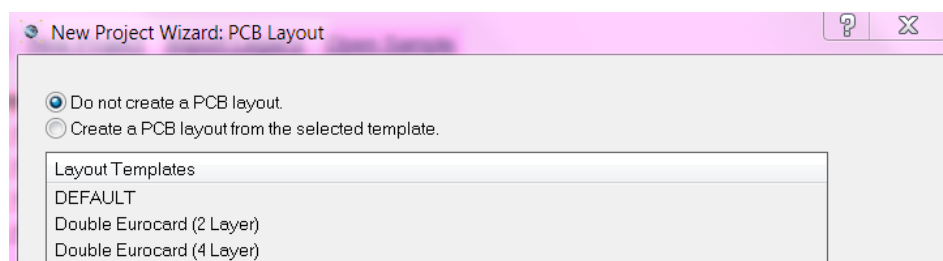 New Project Wizard: PCB Layout
Do not create a PCB layout.
Create a PCB layout from the selected template.
Layout Templates
DEFAULT
Double Eurocard (2 Layer)
Double Eurocard (4 Layer)